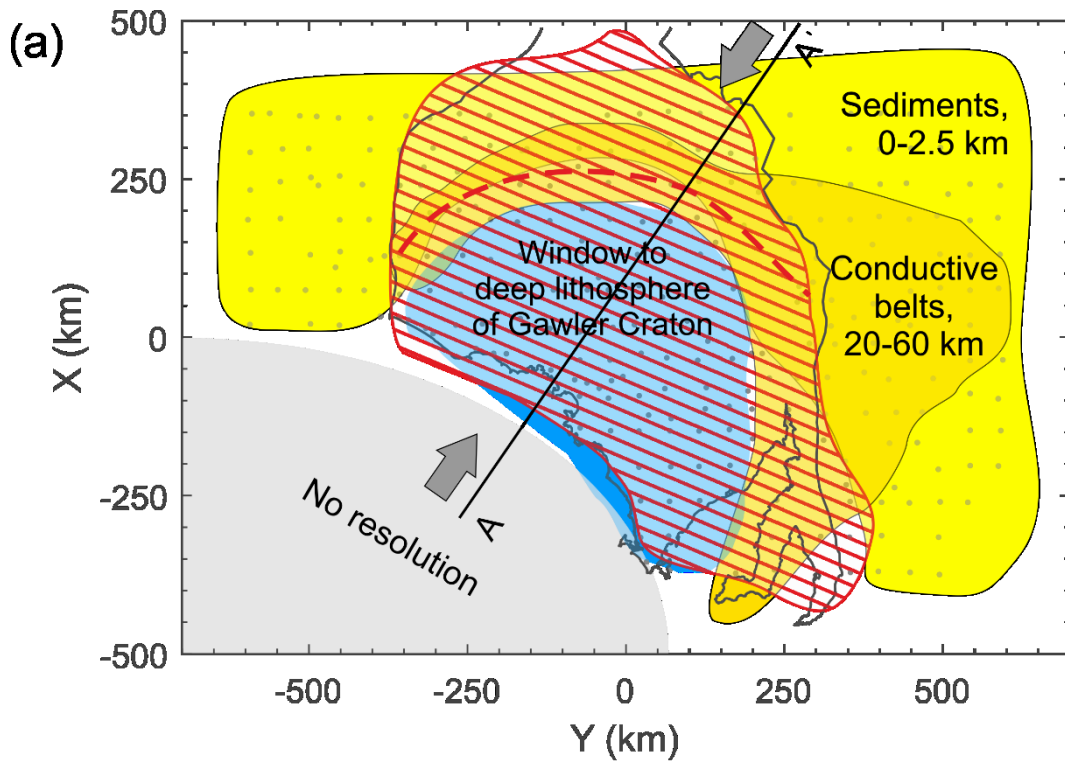 (a)
500
250
0
-250
-500
X (km)
-500
-250
0
250
500
Y (km)
A'
Sediments,
0-2.5 km
Window to
deep lithosphere
of Gawler Craton
Conductive
belts,
20-60 km
A
No resolution